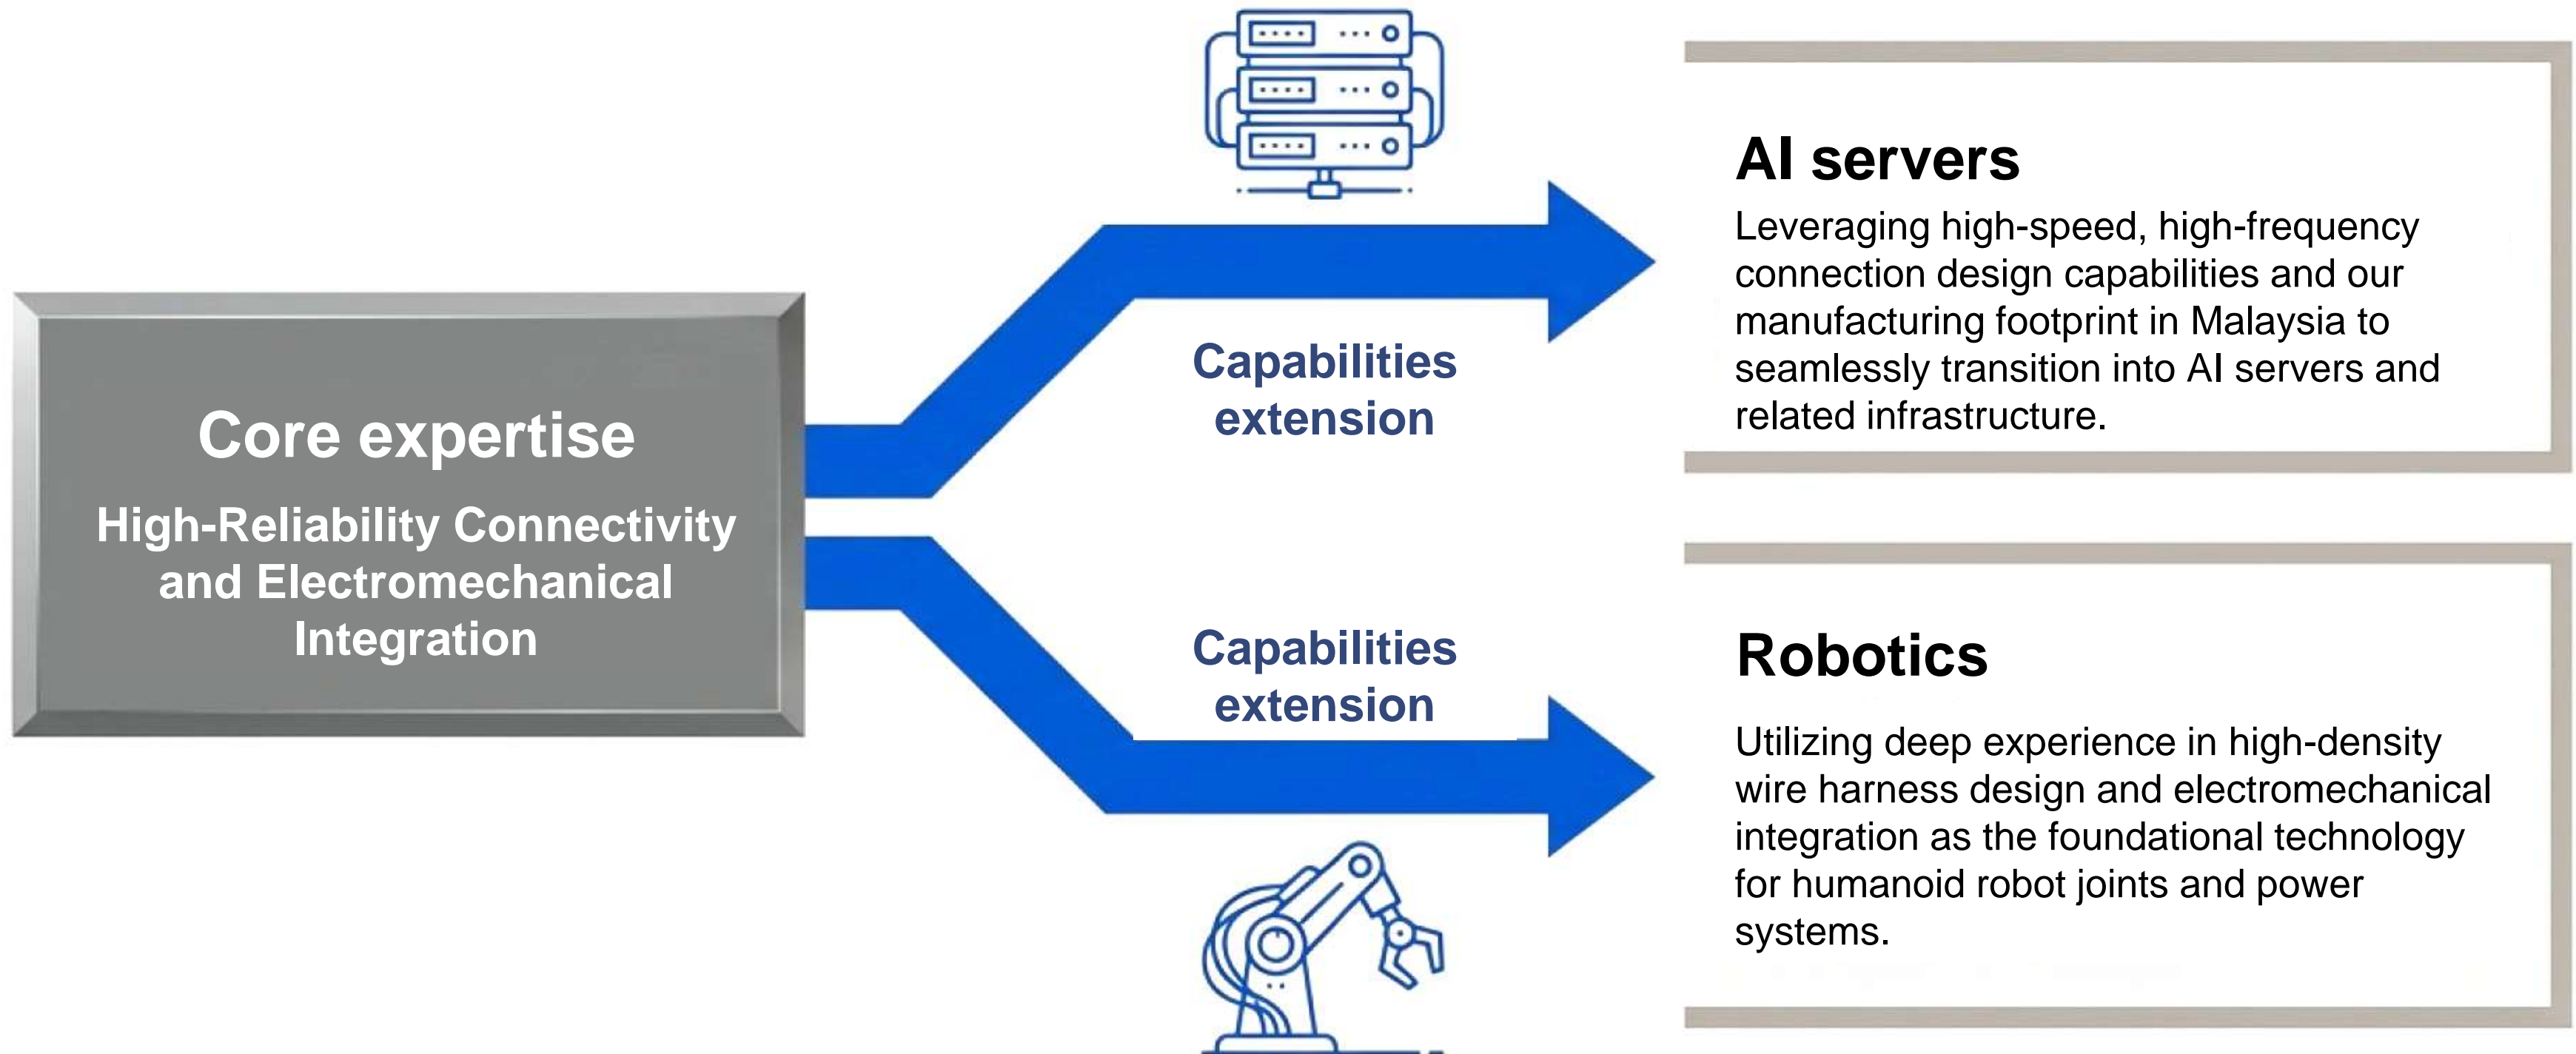 Core expertise
High-Reliability Connectivity
and Electromechanical
Integration
Capabilities
extension
AI servers
Leveraging high-speed, high-frequency
connection design capabilities and our
manufacturing footprint in Malaysia to
seamlessly transition into AI servers and
related infrastructure.
Capabilities
extension
Robotics
Utilizing deep experience in high-density
wire harness design and electromechanical
integration as the foundational technology
for humanoid robot joints and power
systems.